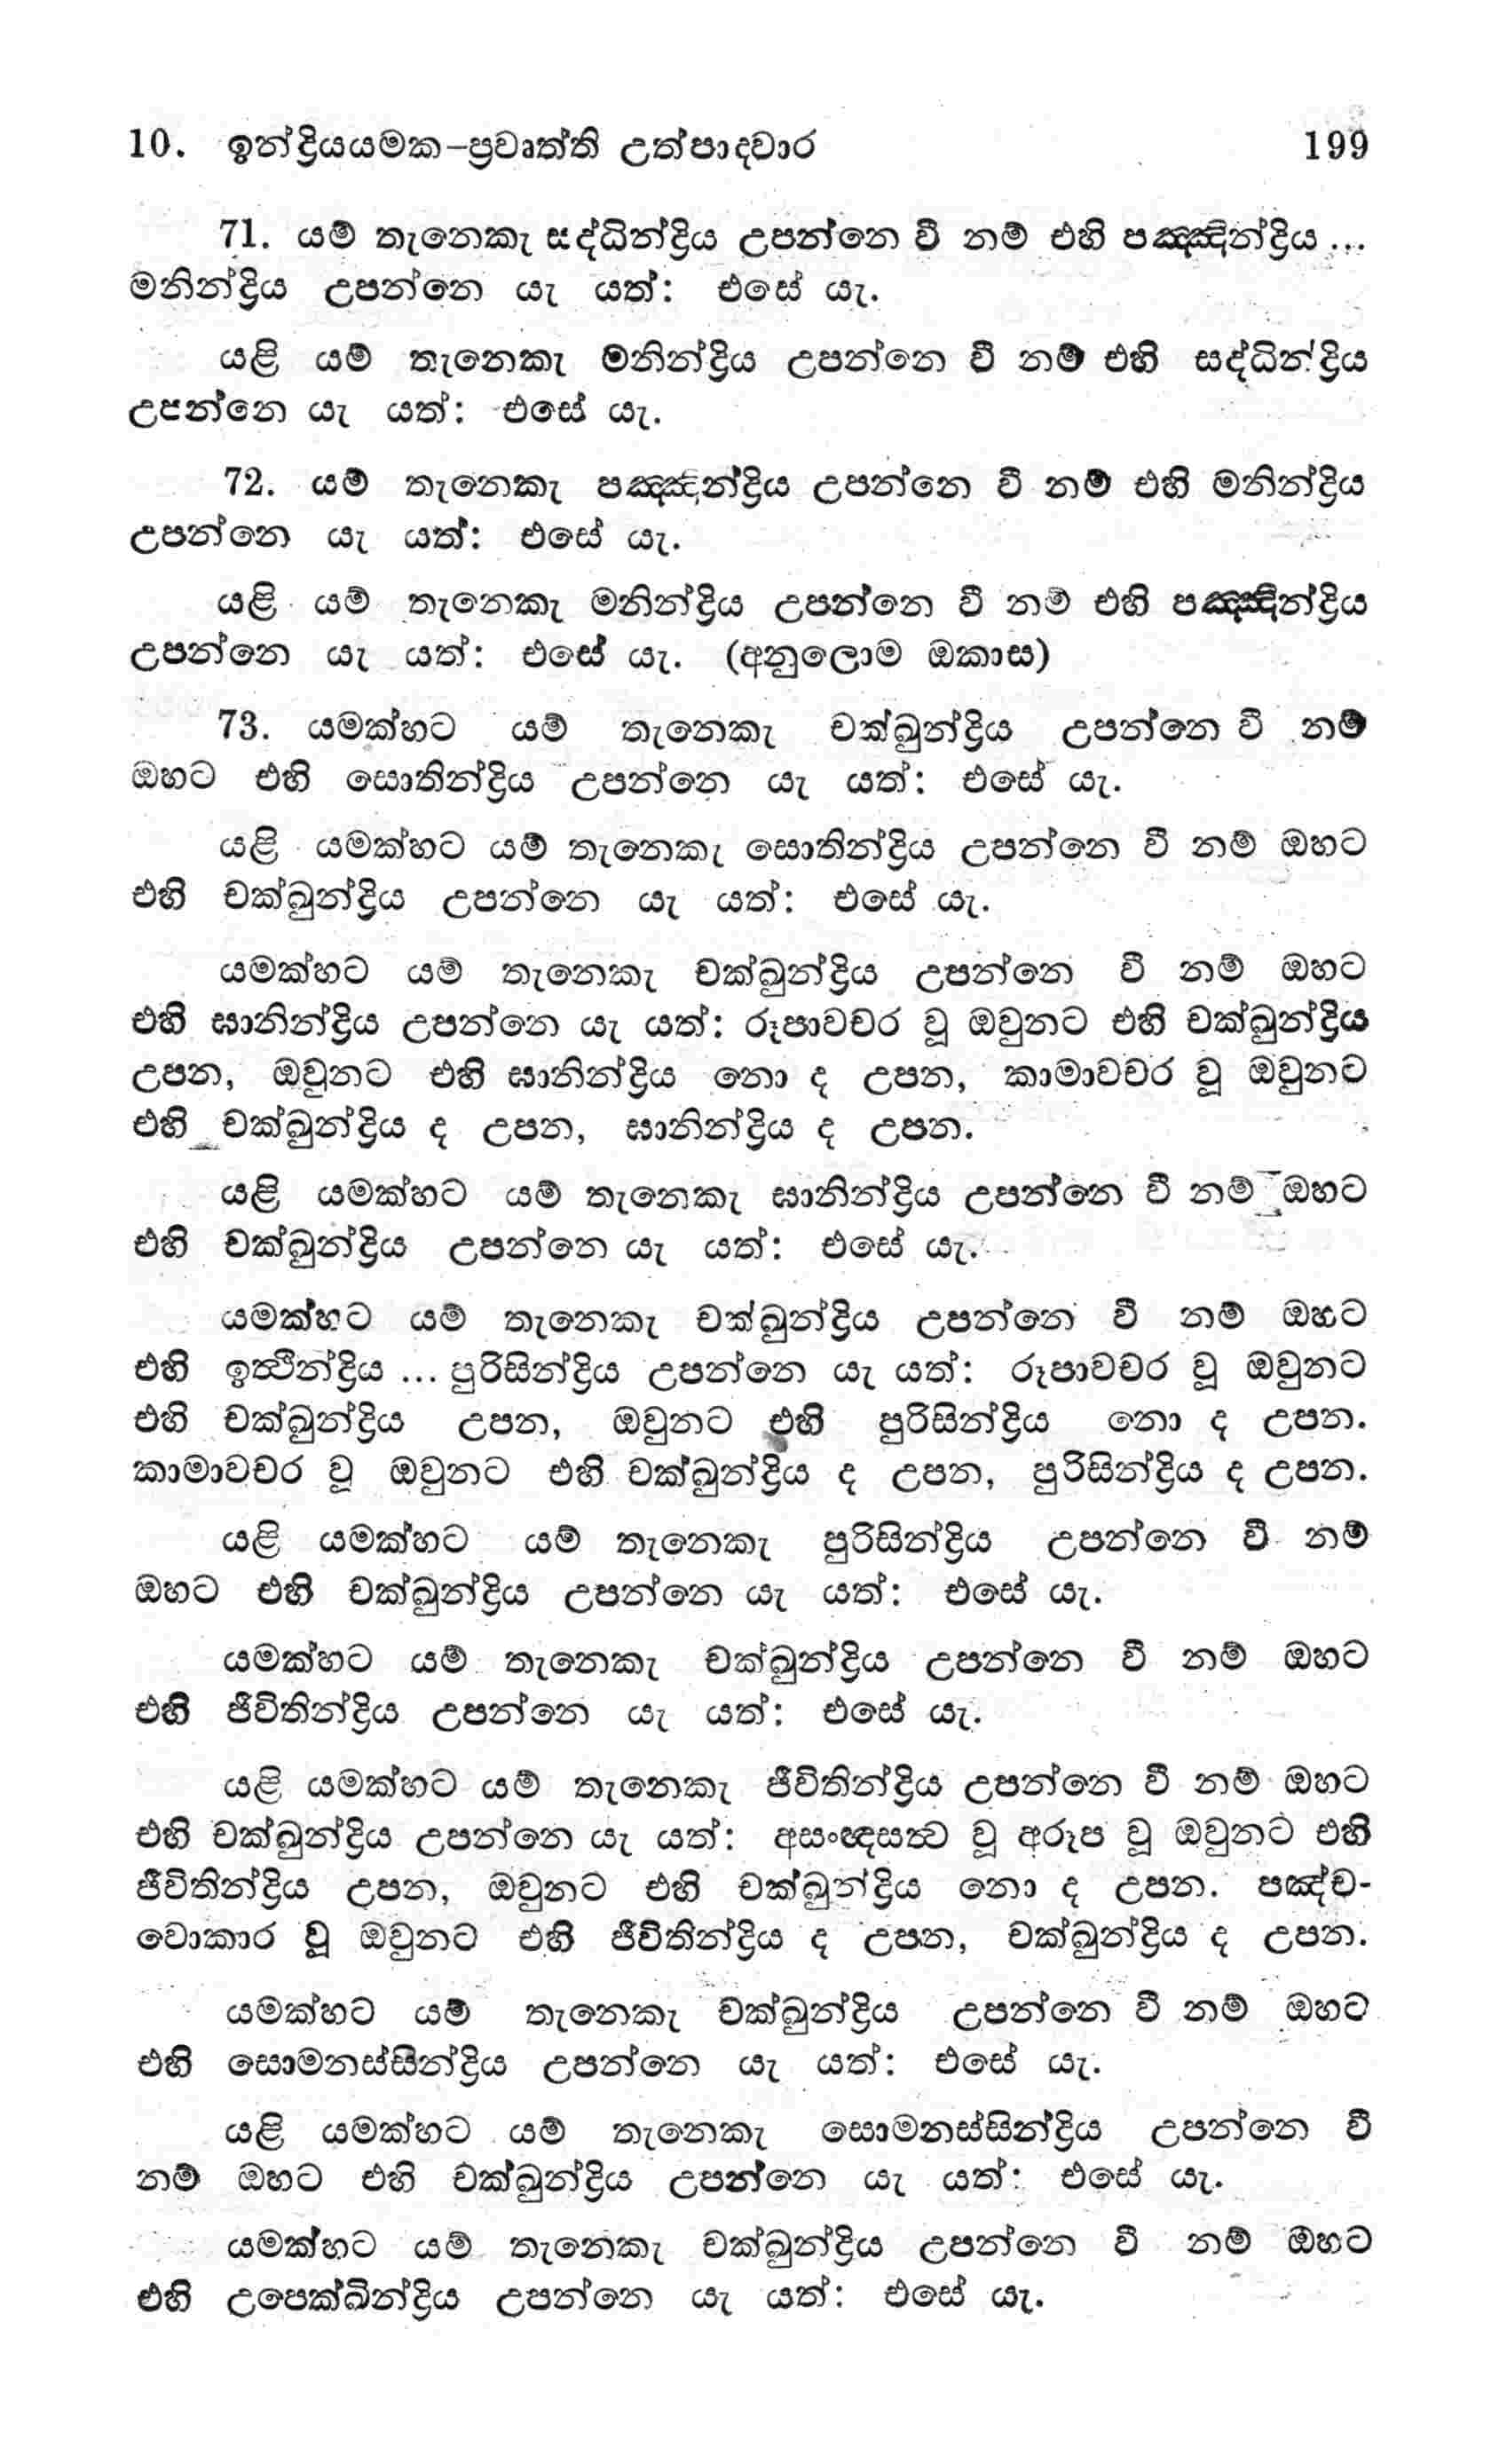 10. ඉන්ද්‍රියයමක–ප්‍රවෘත්ති උත්පාදවාර 199
71. යම් තැනෙකැ සද්ධින්ද්‍රිය උපන්නෙ වී නම් එහි පඤ්ඤින්ද්‍රිය ...
මනින්ද්‍රිය උපන්නෙ යැ යත්: එසේ යැ.
යළි යම් තැනෙකැ මනින්ද්‍රිය උපන්නෙ වී නම් එහි සද්ධින්ද්‍රිය
උපන්නෙ යැ යත්: එසේ යැ.
72. යම් තැනෙකැ පඤ්ඤින්ද්‍රිය උපන්නෙ වී නම් එහි මනින්ද්‍රිය
උපන්නෙ යැ යත්: එසේ යැ.
යළි යම් තැනෙකැ මනින්ද්‍රිය උපන්නෙ වී නම් එහි පඤ්ඤින්ද්‍රිය
උපන්නෙ යැ යත්: එසේ යැ. (අනුලොම ඔකාස)
73. යමක්හට යම් තැනෙකැ චක්ඛුන්ද්‍රිය උපන්නෙ වී නම්
ඔහට එහි සොතින්ද්‍රිය උපන්නෙ යැ යත්: එසේ යැ.
යළි යමක්හට යම් තැනෙකැ සොතින්ද්‍රිය උපන්නෙ වී නම් ඔහට
එහි චක්ඛුන්ද්‍රිය උපන්නෙ යැ යත්: එසේ යැ.
යමක්හට යම් තැනෙකැ චක්ඛුන්ද්‍රිය උපන්නෙ වී නම් ඔහට
එහි ඝානින්ද්‍රිය උපන්නෙ යැ යත්: රූපාවචර වූ ඔවුනට එහි චක්ඛුන්ද්‍රිය
උපන, ඔවුනට එහි ඝානින්ද්‍රිය නො ද උපන, කාමාවචර වූ ඔවුනට
එහි චක්ඛුන්ද්‍රිය ද උපන, ඝානින්ද්‍රිය ද උපන.
යළි යමක්හට යම් තැනෙකැ ඝානින්ද්‍රිය උපන්නෙ වී නම් ඔහට
එහි චක්ඛුන්ද්‍රිය උපන්නෙ යැ යත්: එසේ යැ.
යමක්හට යම් තැනෙකැ චක්ඛුන්ද්‍රිය උපන්නෙ වී නම් ඔහට
එහි ඉත්‍ථින්ද්‍රිය ... පුරිසින්ද්‍රිය උපන්නෙ යැ යත්: රූපාවචර වූ ඔවුනට
එහි චක්ඛුන්ද්‍රිය උපන, ඔවුනට එහි පුරිසින්ද්‍රිය නො ද උපන.
කාමාවචර වූ ඔවුනට එහි චක්ඛුන්ද්‍රිය ද උපන, පුරිසින්ද්‍රිය ද උපන.
යළි යමක්හට යම් තැනෙකැ පුරිසින්ද්‍රිය උපන්නෙ වී නම්
ඔහට එහි චක්ඛුන්ද්‍රිය උපන්නෙ යැ යත්: එසේ යැ.
යමක්හට යම් තැනෙකැ චක්ඛුන්ද්‍රිය උපන්නෙ වී නම් ඔහට
එහි ජීවිතින්ද්‍රිය උපන්නෙ යැ යත්: එසේ යැ.
යළි යමක්හට යම් තැනෙකැ ජීවිතින්ද්‍රිය උපන්නෙ වී නම් ඔහට
එහි චක්ඛුන්ද්‍රිය උපන්නෙ යැ යත්: අසංඥසත්‍ව වූ අරූප වූ ඔවුනට එහි
ජීවිතින්ද්‍රිය උපන, ඔවුනට එහි චක්ඛුන්ද්‍රිය නො ද උපන. පඤ්ච-
වොකාර වූ ඔවුනට එහි ජීවිතින්ද්‍රිය ද උපන, චක්ඛුන්ද්‍රිය ද උපන.
යමක්හට යම් තැනෙකැ චක්ඛුන්ද්‍රිය උපන්නෙ වී නම් ඔහට
එහි සොමනස්සින්ද්‍රිය උපන්නෙ යැ යත්: එසේ යැ.
යළි යමක්හට යම් තැනෙකැ සොමනස්සින්ද්‍රිය උපන්නෙ වී
නම් ඔහට එහි චක්ඛුන්ද්‍රිය උපන්නෙ යැ යත්: එසේ යැ.
යමක්හට යම් තැනෙකැ චක්ඛුන්ද්‍රිය උපන්නෙ වී නම් ඔහට
එහි උපෙක්ඛින්ද්‍රිය උපන්නෙ යැ යත්: එසේ යැ.